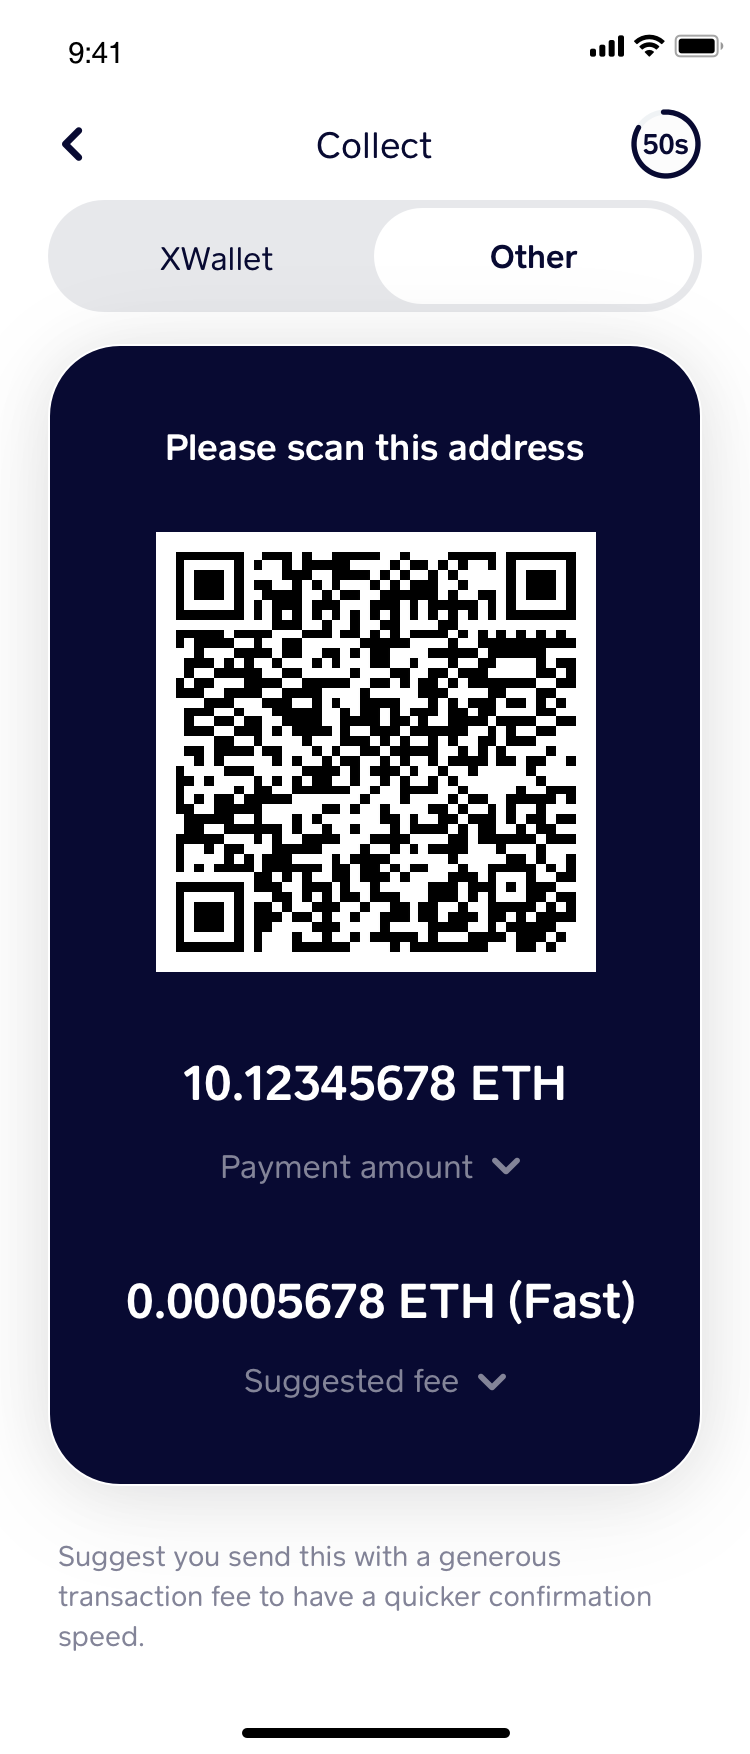 9:41
Collect
50s
XWallet
Other
Please scan this address
10.12345678 ETH
Payment amount
0.00005678 ETH (Fast)
Suggested fee
Suggest you send this with a generous
transaction fee to have a quicker confirmation
speed.